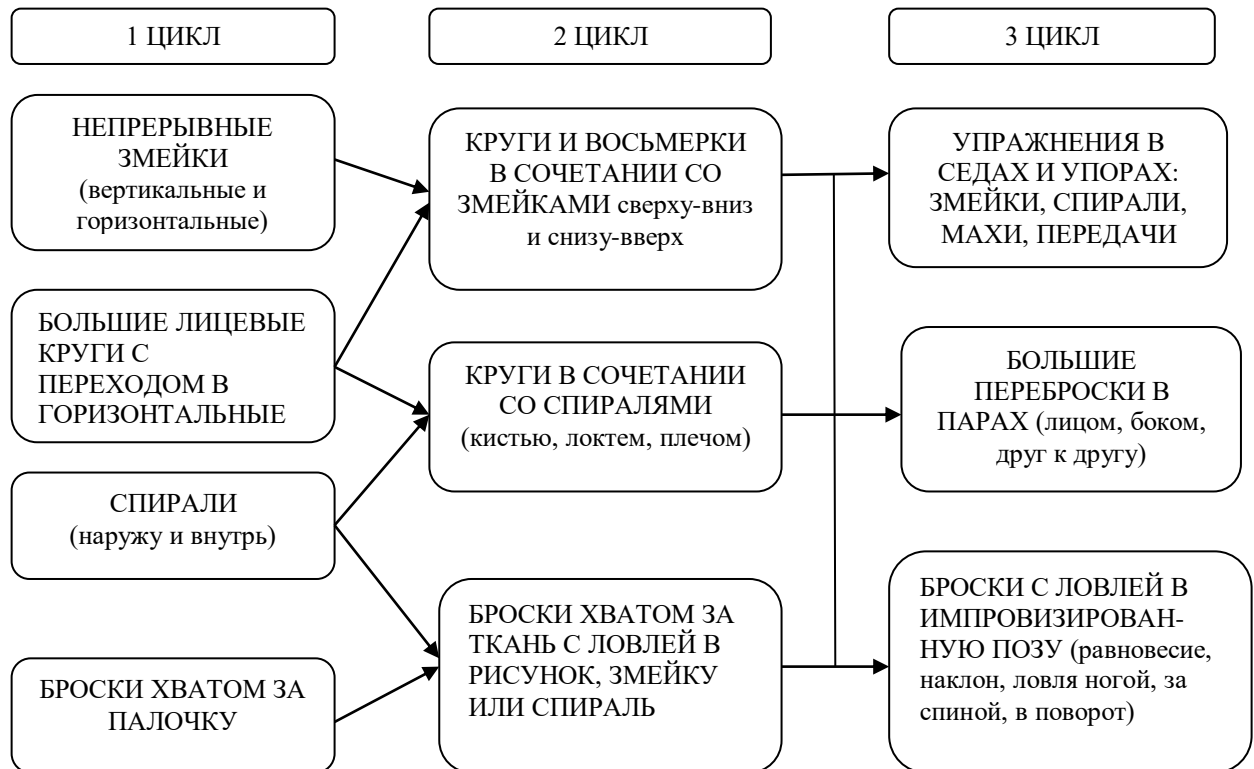 1 ЦИКЛ
2 ЦИКЛ
3 ЦИКЛ
НЕПРЕРЫВНЫЕ
ЗМЕЙКИ
(вертикальные и
горизонтальные)
БОЛЬШИЕ ЛИЦЕВЫЕ
КРУГИ С
ПЕРЕХОДОМ В
ГОРИЗОНТАЛЬНЫЕ
СПИРАЛИ
(наружу и внутрь)
БРОСКИ ХВАТОМ ЗА
ПАЛОЧКУ
КРУГИ И ВОСЬМЕРКИ
В СОЧЕТАНИИ СО
ЗМЕЙКАМИ сверху-вниз
и снизу-вверх
КРУГИ В СОЧЕТАНИИ
СО СПИРАЛЯМИ
(кистью, локтем, плечом)
БРОСКИ ХВАТОМ ЗА
ТКАНЬ С ЛОВЛЕЙ В
РИСУНОК, ЗМЕЙКУ
ИЛИ СПИРАЛЬ
УПРАЖНЕНИЯ В
СЕДАХ И УПОРАХ:
ЗМЕЙКИ, СПИРАЛИ,
МАХИ, ПЕРЕДАЧИ
БОЛЬШИЕ
ПЕРЕБРОСКИ В
ПАРАХ (лицом, боком,
друг к другу)
БРОСКИ С ЛОВЛЕЙ В
ИМПРОВИЗИРОВАН-
НУЮ ПОЗУ (равновесие,
наклон, ловля ногой, за
спиной, в поворот)